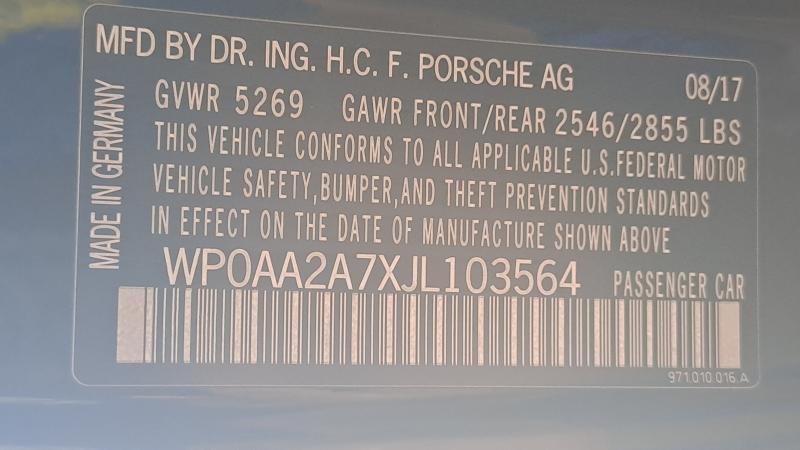 MFD BY DR. ING. H.C. F. PORSCHE AG 08/17
GVWR 5269 GAWR FRONT/REAR 2546/2855 LBS
THIS VEHICLE CONFORMS TO ALL APPLICABLE U.S.FEDERAL MOTOR
VEHICLE SAFETY,BUMPER,AND THEFT PREVENTION STANDARDS
IN EFFECT ON THE DATE OF MANUFACTURE SHOWN ABOVE
WP0AA2A7XJL103564 PASSENGER CAR
971.010.016.A
MADE IN GERMANY